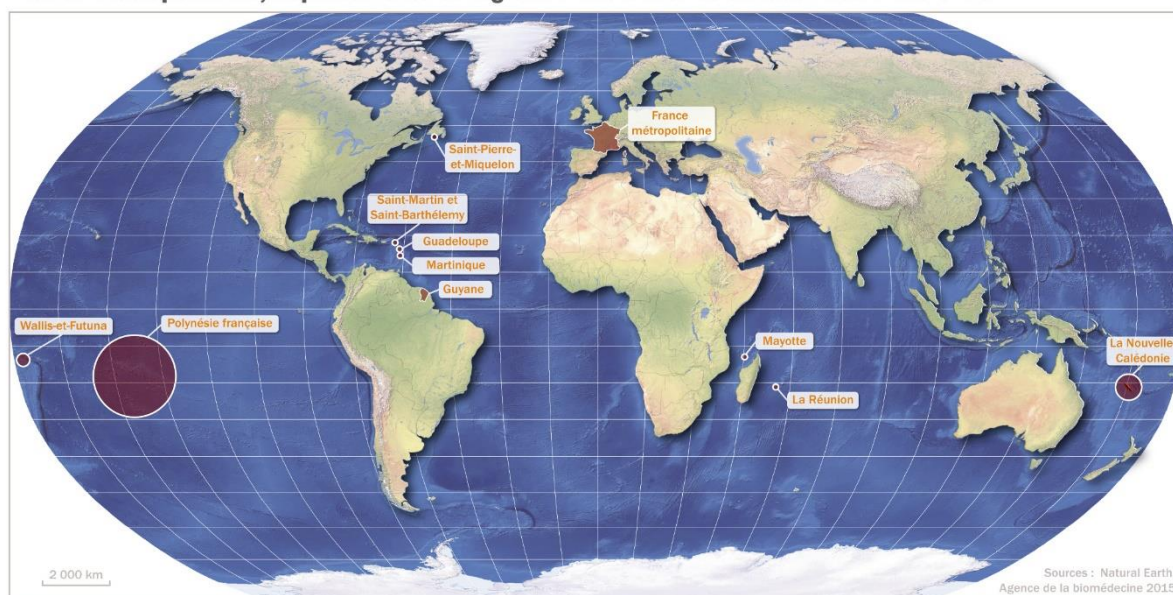 France
métropolitaine
Saint-Pierre-
et-Miquelon
Saint-Martin et
Saint-Barthélemy
Guadeloupe
Martinique
Guyane
Wallis-et-Futuna
Polynésie française
Mayotte
La Réunion
La Nouvelle
Calédonie
2 000 km
Sources : Natural Earth
Agence de la biomédecine 2015